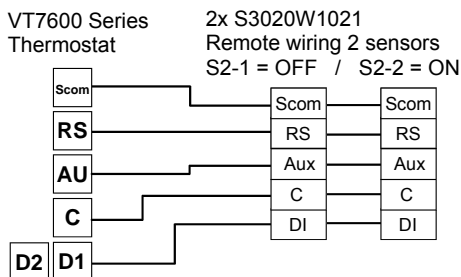 VT7600 Series
Thermostat
2x S3020W1021
Remote wiring 2 sensors
S2-1 = OFF / S2-2 = ON
Scom
RS
AU
C
D2 D1
Scom Scom
RS RS
Aux Aux
C C
DI DI